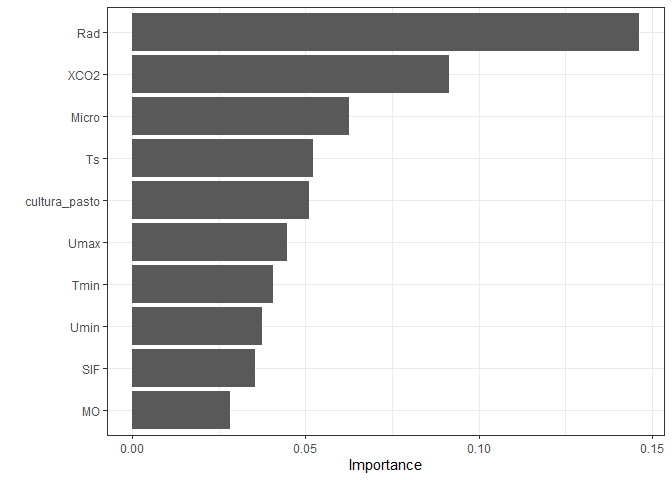 Rad
XCO2
Micro
Ts
cultura_pasto
Umax
Tmin
Umin
SIF
MO
0.00 0.05 0.10 0.15
Importance